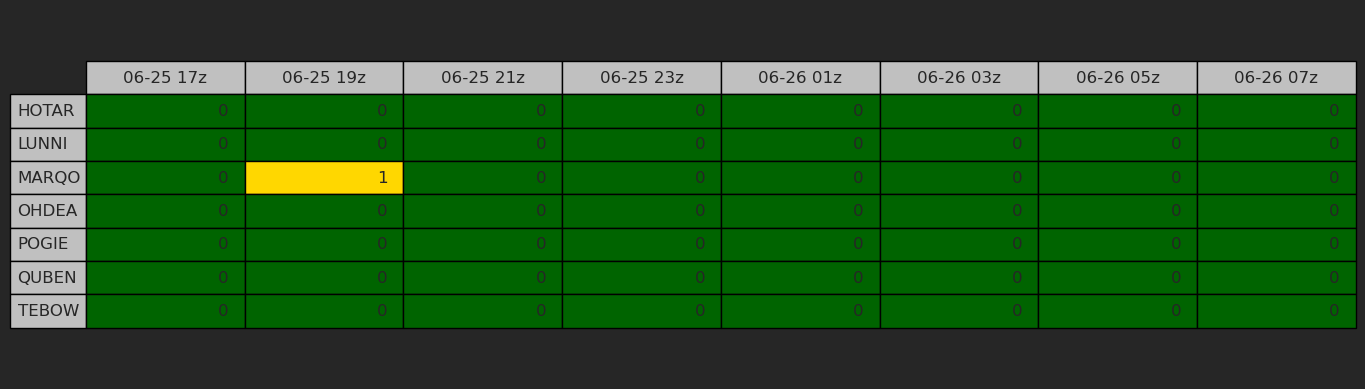 06-25 17z 06-25 19z 06-25 21z 06-25 23z 06-26 01z 06-26 03z 06-26 05z 06-26 07z
HOTAR 0 0 0 0 0 0 0 0
LUNNI 0 0 0 0 0 0 0 0
MARQO 0 1 0 0 0 0 0 0
OHDEA 0 0 0 0 0 0 0 0
POGIE 0 0 0 0 0 0 0 0
QUBEN 0 0 0 0 0 0 0 0
TEBOW 0 0 0 0 0 0 0 0